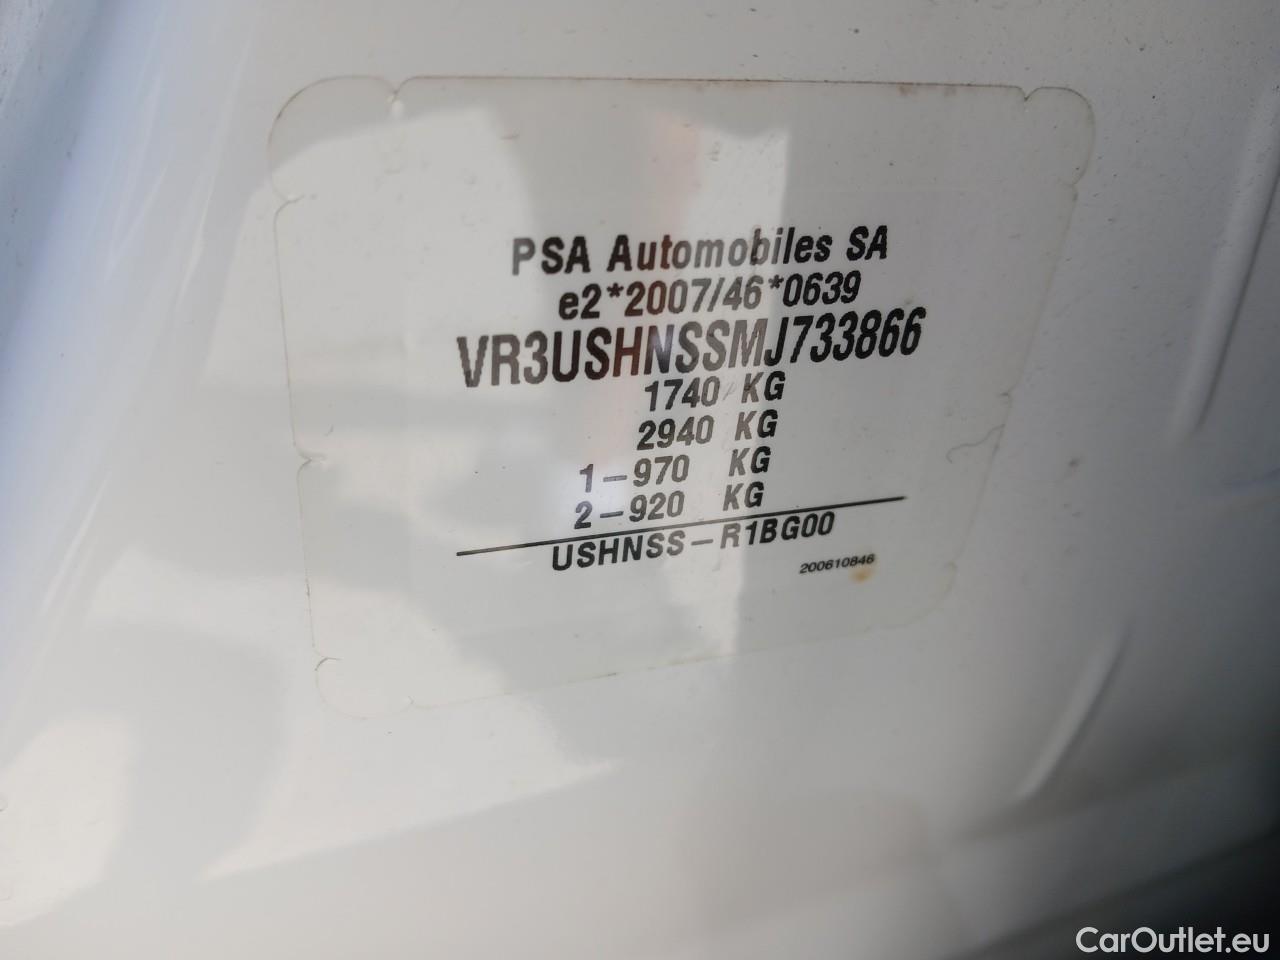 PSA Automobiles SA
e2*2007/46*0639
VR3USHNSSMJ733866
1740 KG
2940 KG
1-970 KG
2-920 KG
USHNSS-R1BG00
200610846
CarOutlet.eu